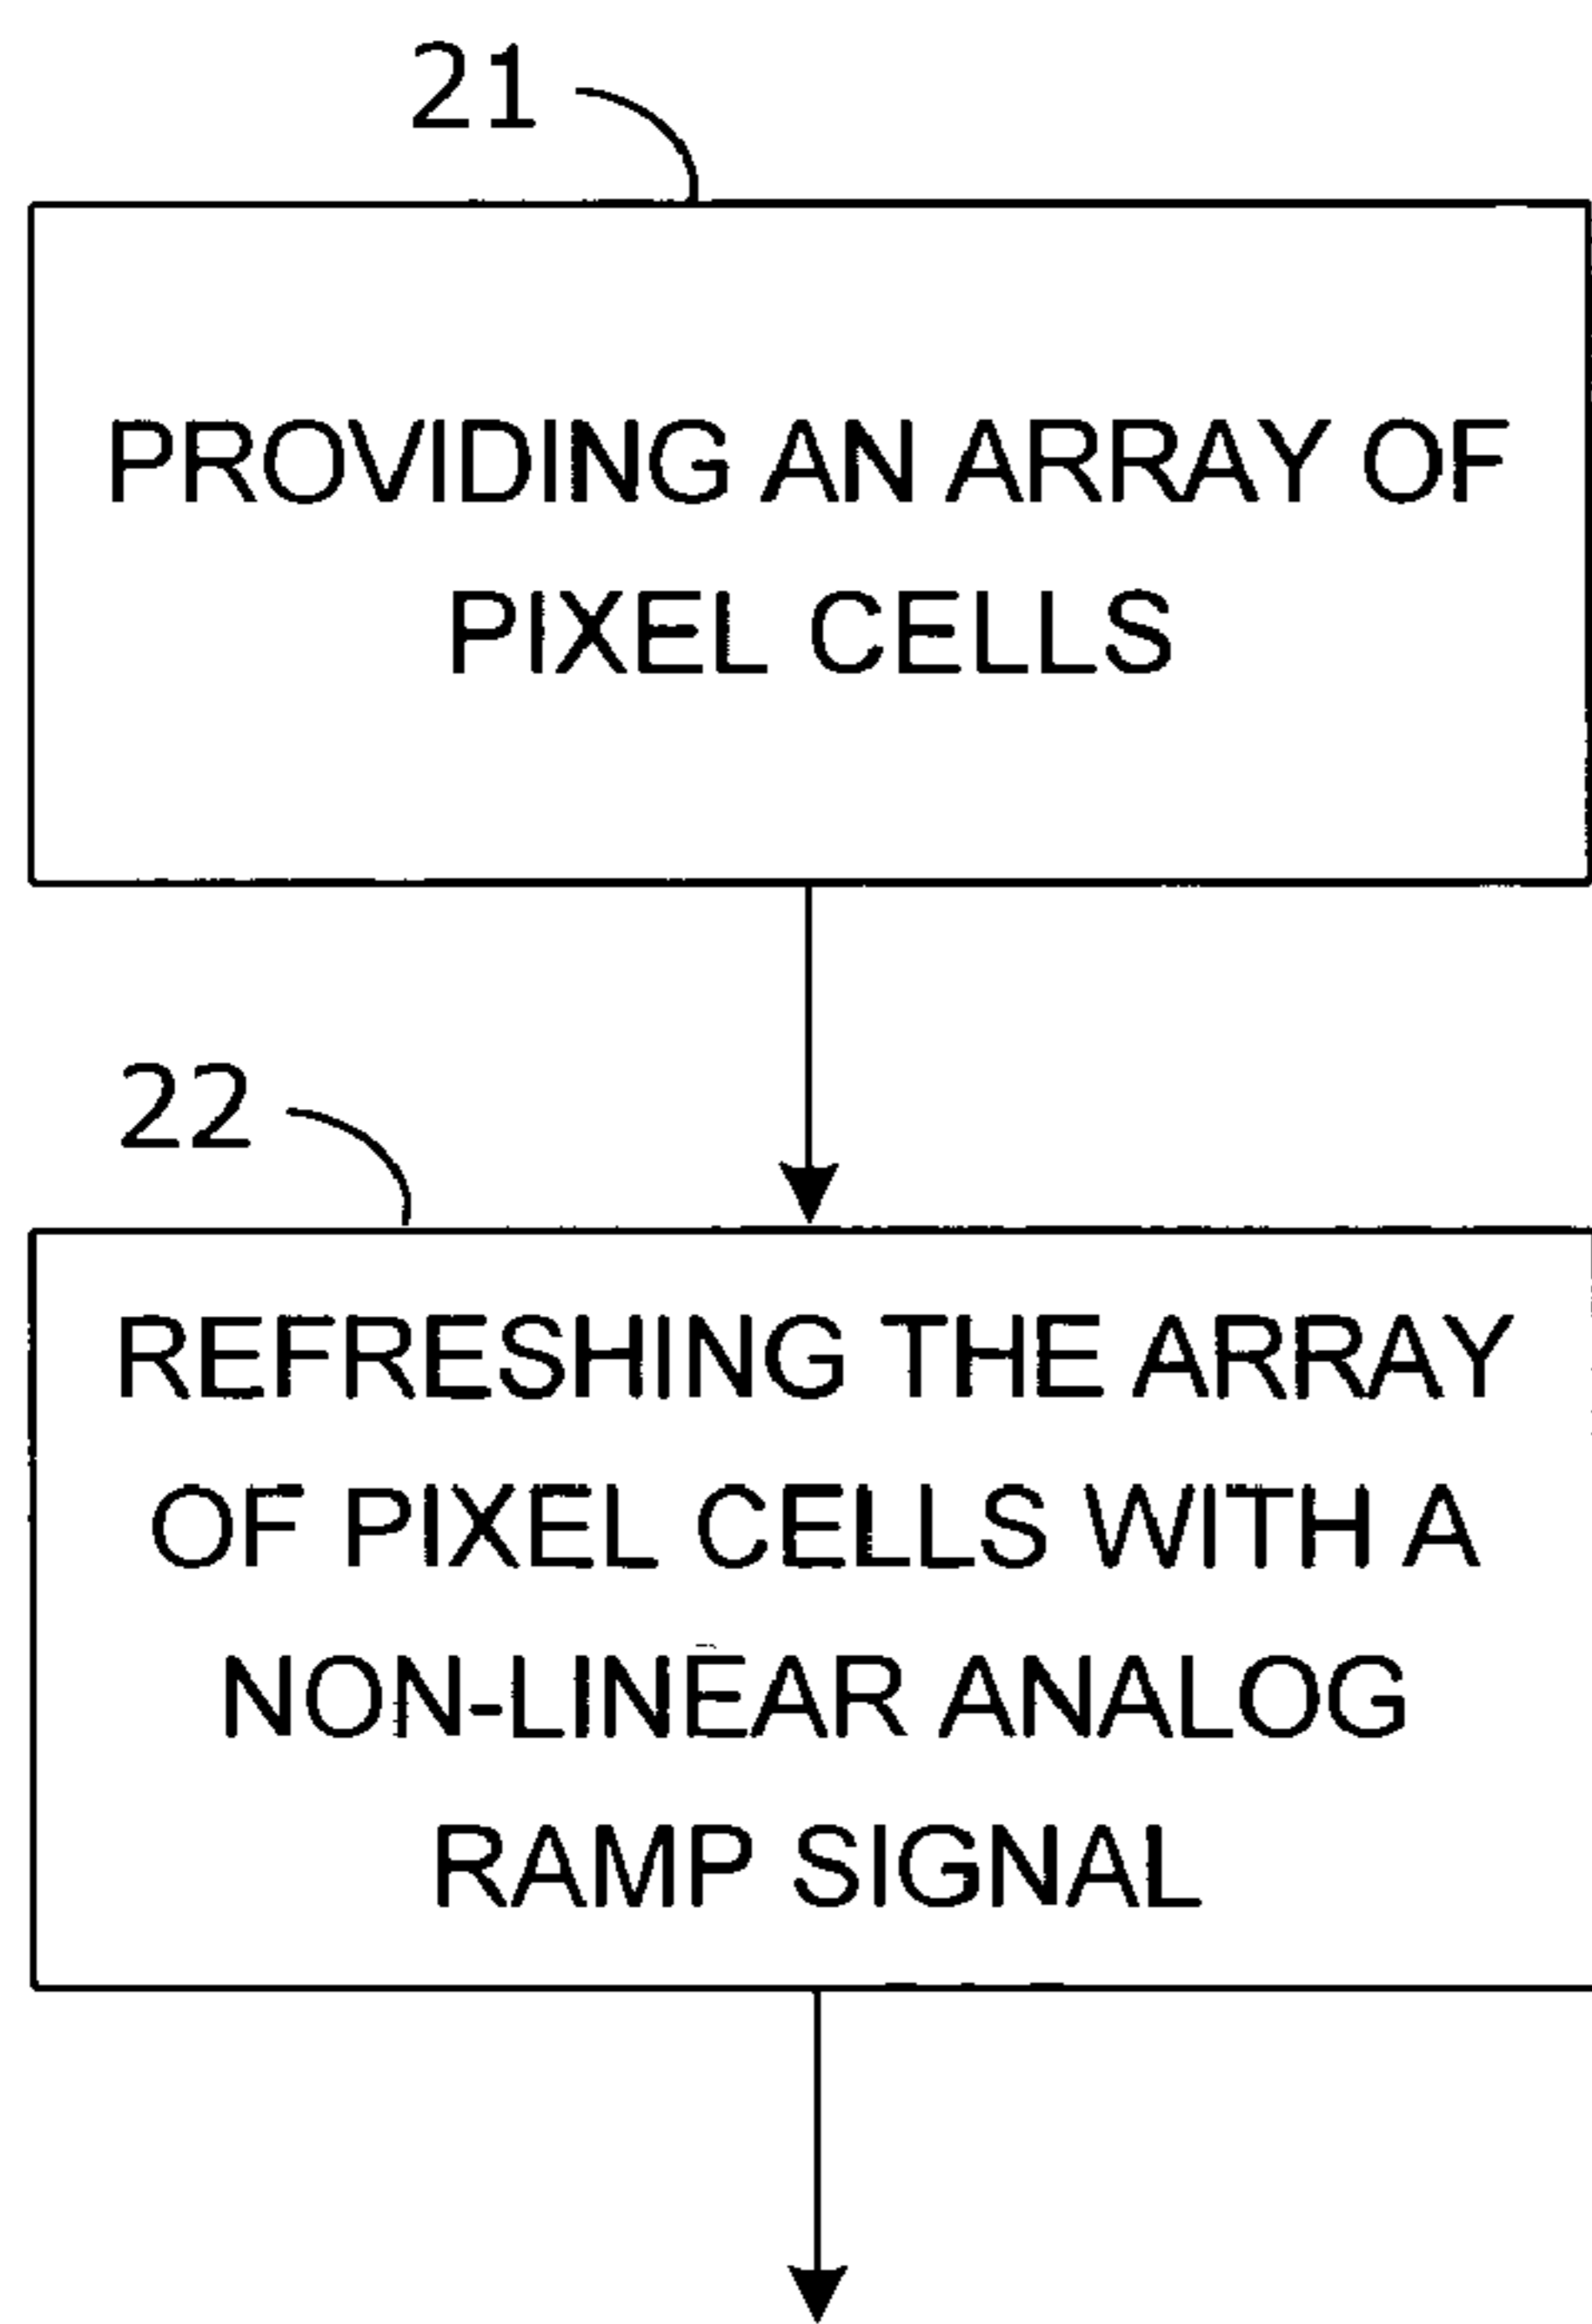 21
PROVIDING AN ARRAY OF
PIXEL CELLS
22
REFRESHING THE ARRAY
OF PIXEL CELLS WITH A
NON-LINEAR ANALOG
RAMP SIGNAL